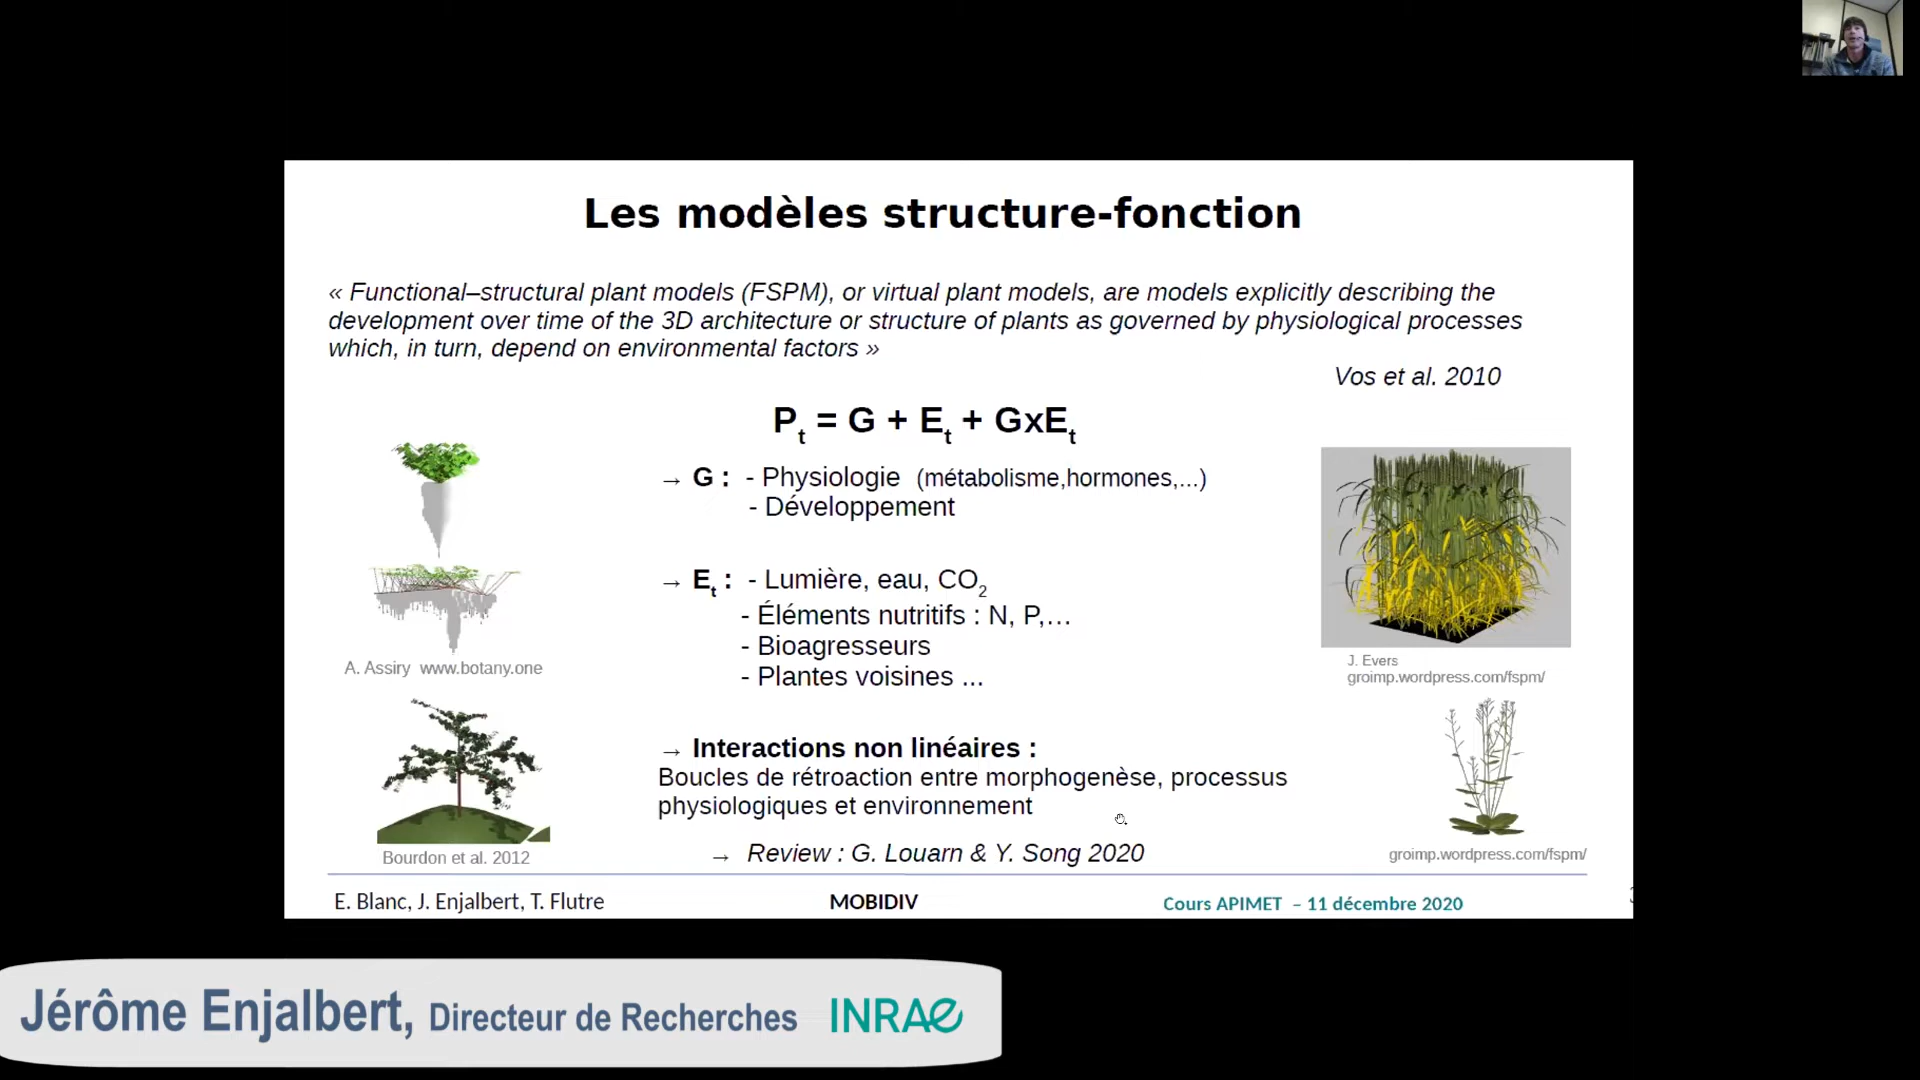 Les modèles structure-fonction
« Functional–structural plant models (FSPM), or virtual plant models, are models explicitly describing the
development over time of the 3D architecture or structure of plants as governed by physiological processes
which, in turn, depend on environmental factors »
Vos et al. 2010
Pt = G + Et + GxEt
→ G : - Physiologie (métabolisme,hormones,...)
- Développement
→ Et : - Lumière, eau, CO2
- Éléments nutritifs : N, P,…
- Bioagresseurs
- Plantes voisines ...
A. Assiry www.botany.one
J. Evers
groimp.wordpress.com/fspm/
→ Interactions non linéaires :
Boucles de rétroaction entre morphogenèse, processus
physiologiques et environnement
→ Review : G. Louarn & Y. Song 2020
Bourdon et al. 2012
groimp.wordpress.com/fspm/
E. Blanc, J. Enjalbert, T. Flutre MOBIDIV Cours APIMET – 11 décembre 2020
Jérôme Enjalbert, Directeur de Recherches INRAE